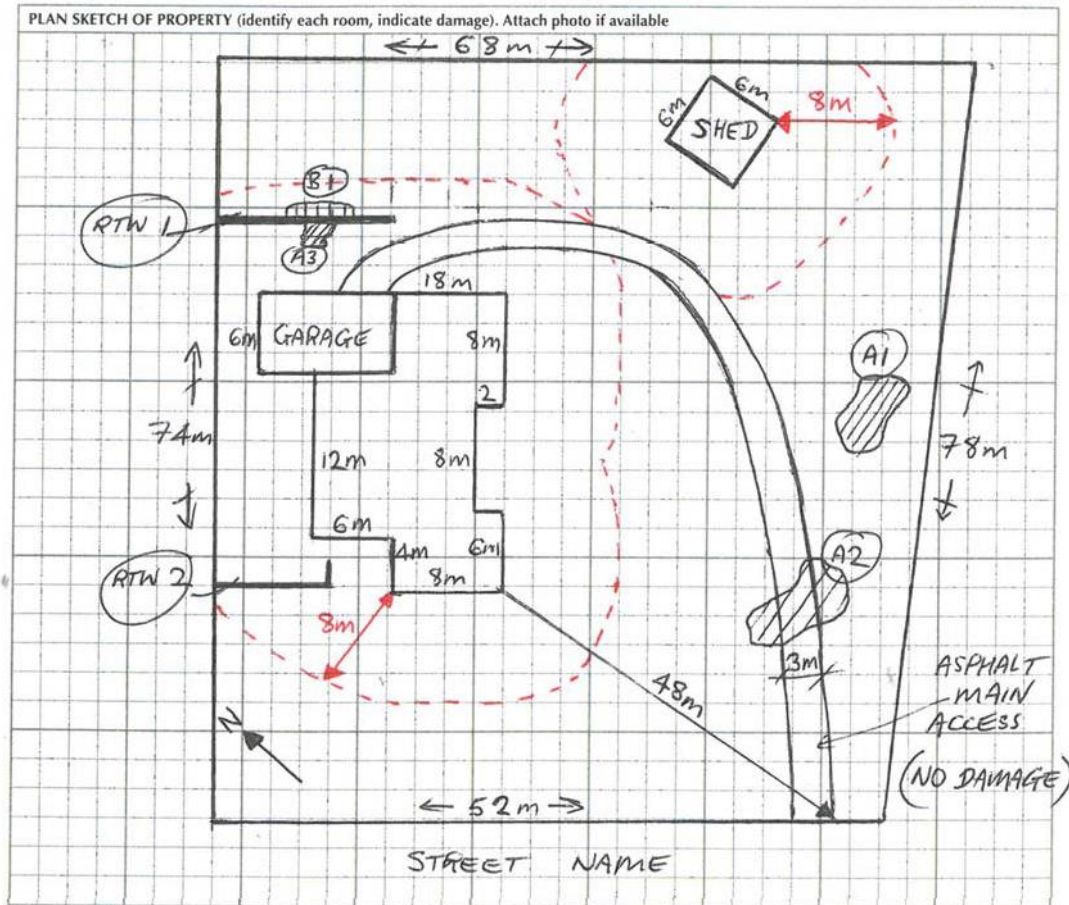 PLAN SKETCH OF PROPERTY (identify each room, indicate damage). Attach photo if available
68m
6m
6m
SHED
8m
B1
RTW 1
A3
18m
6m
GARAGE
8m
2
A1
74m
12m
8m
78m
6m
4m
6m
8m
A2
RTW 2
8m
3m
48m
ASPHALT
MAIN
ACCESS
(NO DAMAGE)
N
52m
STREET NAME